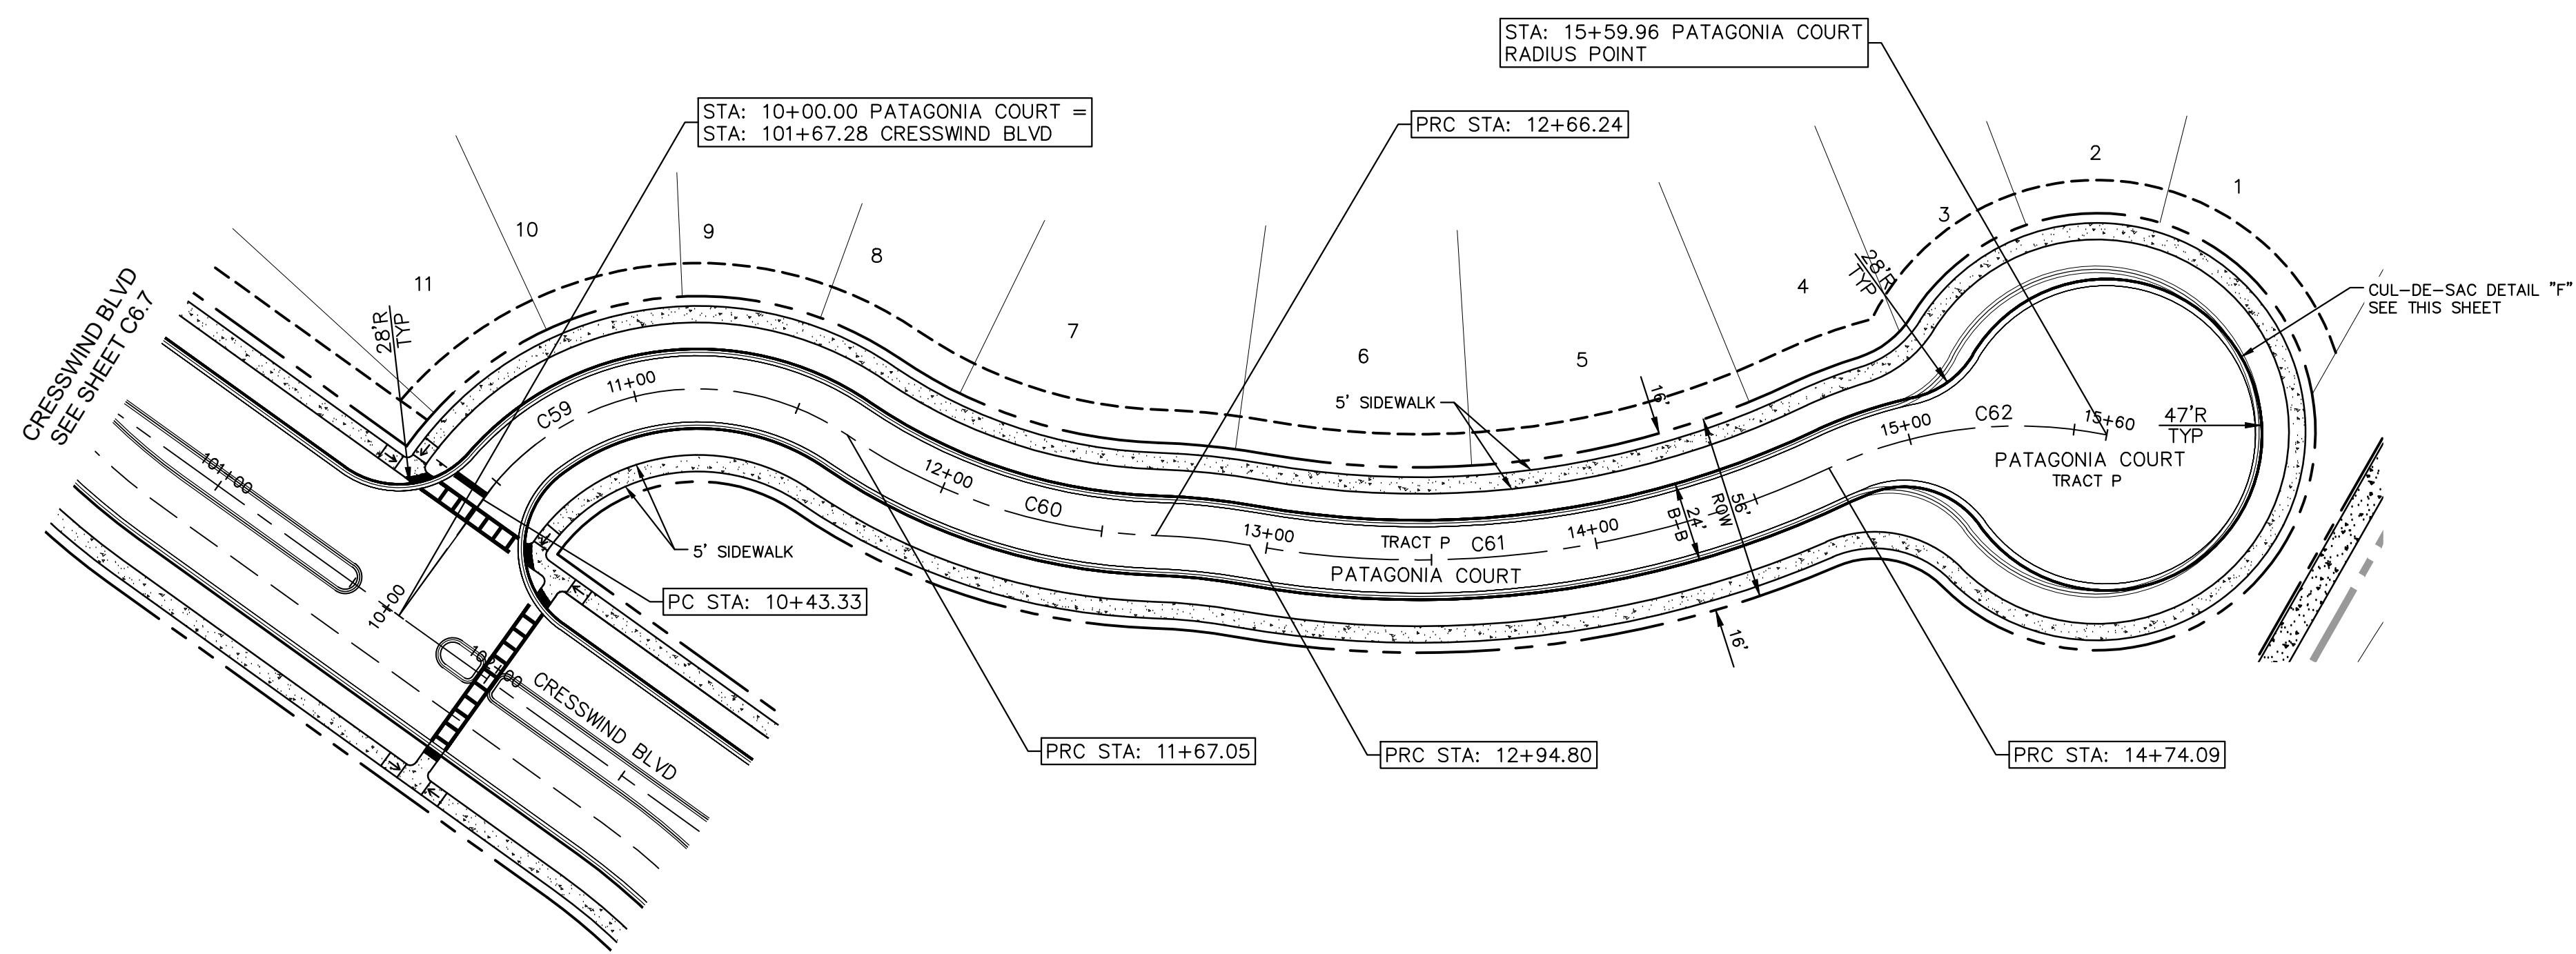 STA: 15+59.96 PATAGONIA COURT
RADIUS POINT
STA: 10+00.00 PATAGONIA COURT =
STA: 101+67.28 CRESSWIND BLVD
PRC STA: 12+66.24
2
1
3
10
9
8
11
7
6
5
4
28'R
TYP
28'R
TYP
CUL-DE-SAC DETAIL "F"
SEE THIS SHEET
CRESSWIND BLVD
SEE SHEET C6.7
5' SIDEWALK
16'
11+00
C59
12+00
C60
13+00
TRACT P
C61
PATAGONIA COURT
14+00
24'
B-B
56'
ROW
16'
15+00
C62
15+60
47'R
TYP
PATAGONIA COURT
TRACT P
101+00
10+00
102+00
CRESSWIND BLVD
5' SIDEWALK
PC STA: 10+43.33
PRC STA: 11+67.05
PRC STA: 12+94.80
PRC STA: 14+74.09